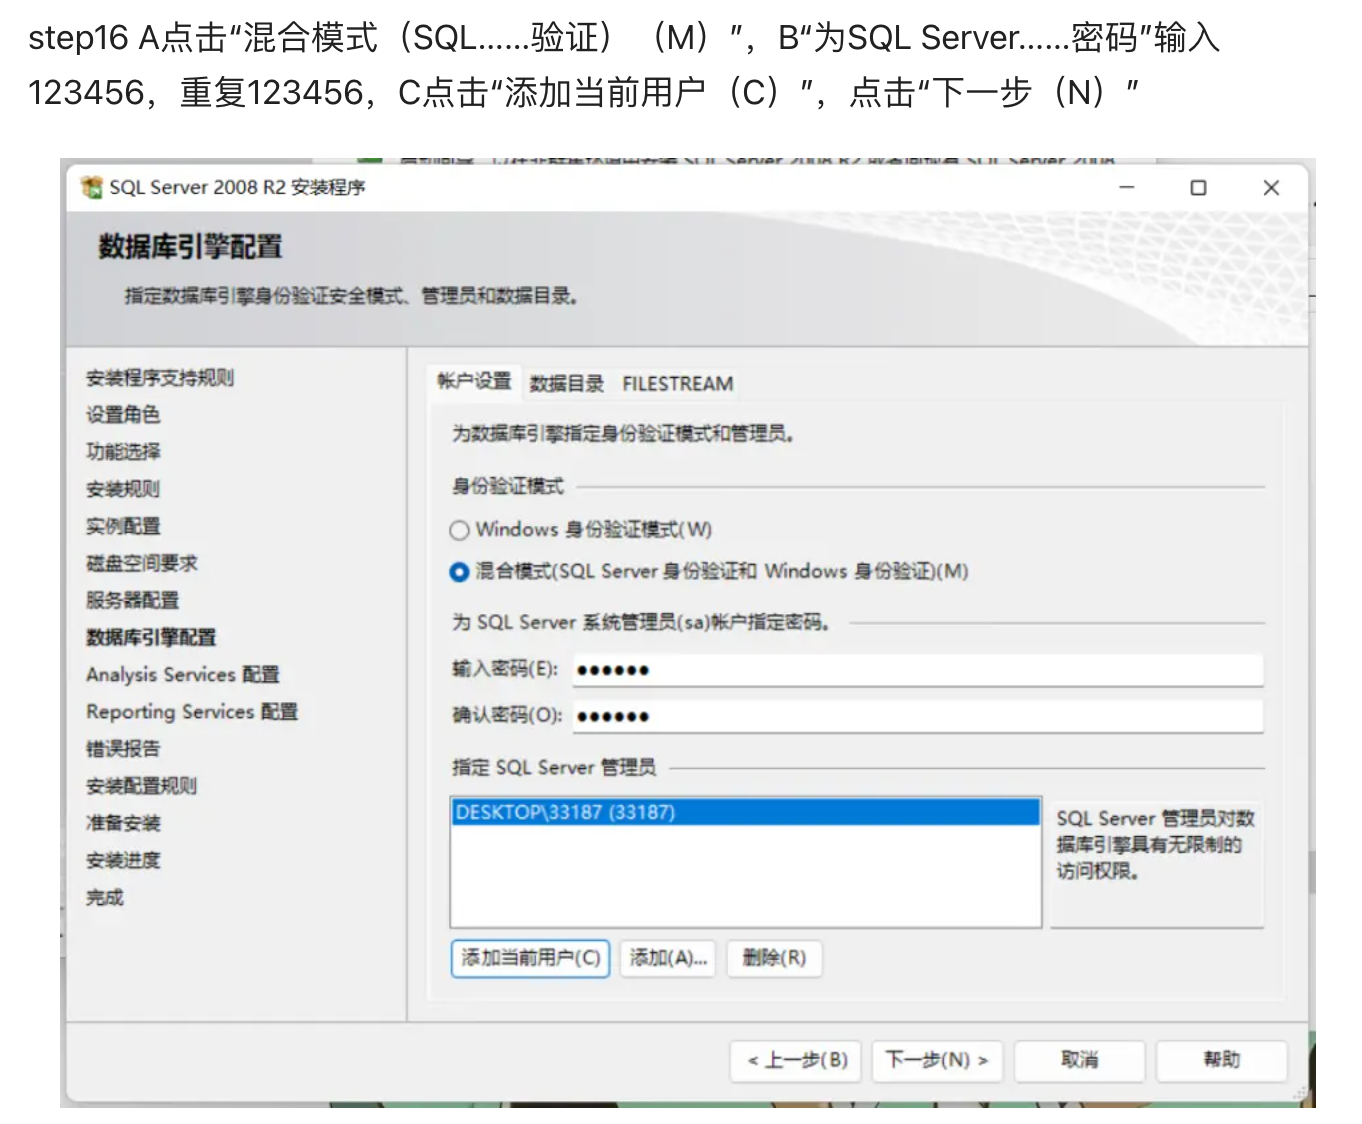 step16 A点击“混合模式（SQL……验证）（M）”，B“为SQL Server……密码”输入
123456，重复123456，C点击“添加当前用户（C）”，点击“下一步（N）”
SQL Server 2008 R2 安装程序
数据库引擎配置
指定数据库引擎身份验证安全模式、管理员和数据目录。
安装程序支持规则
设置角色
功能选择
安装规则
实例配置
磁盘空间要求
服务器配置
数据库引擎配置
Analysis Services 配置
Reporting Services 配置
错误报告
安装配置规则
准备安装
安装进度
完成
帐户设置 数据目录 FILESTREAM
为数据库引擎指定身份验证模式和管理员。
身份验证模式
Windows 身份验证模式(W)
混合模式(SQL Server 身份验证和 Windows 身份验证)(M)
为 SQL Server 系统管理员(sa)帐户指定密码。
输入密码(E): ●●●●●●
确认密码(O): ●●●●●●
指定 SQL Server 管理员
DESKTOP\33187 (33187)
SQL Server 管理员对数
据库引擎具有无限制的
访问权限。
添加当前用户(C) 添加(A)... 删除(R)
< 上一步(B) 下一步(N) > 取消 帮助